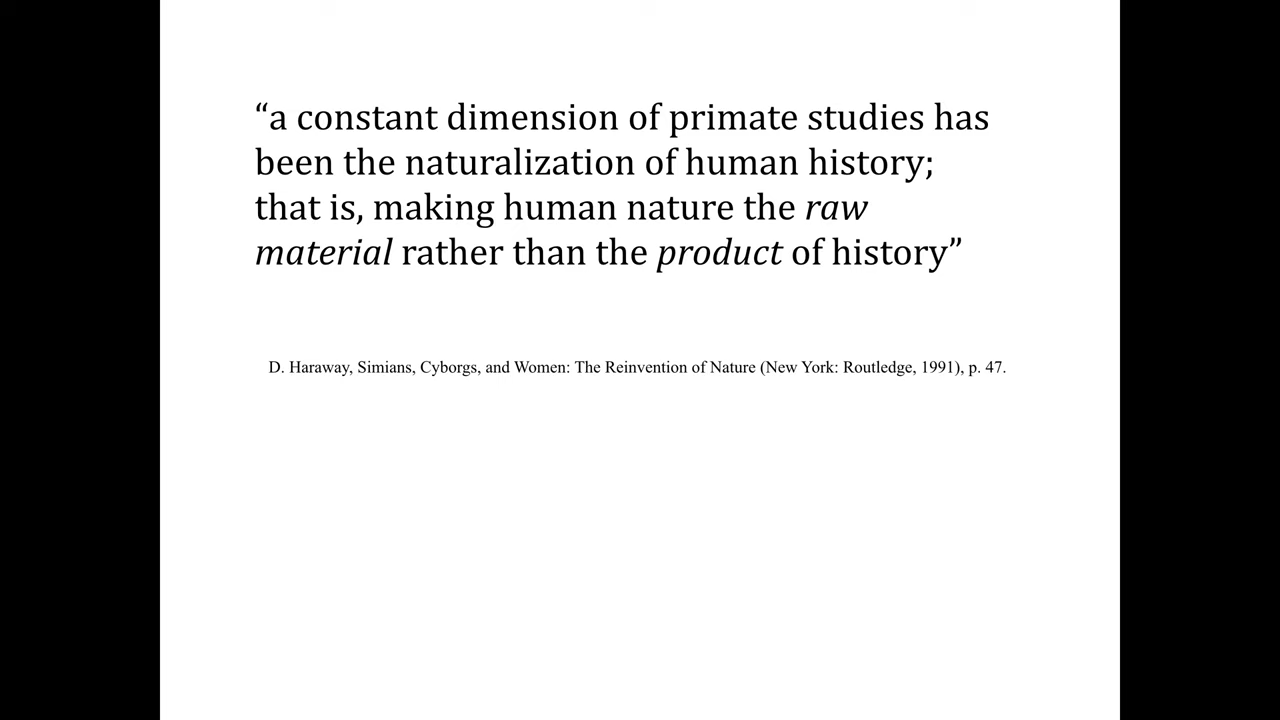 “a constant dimension of primate studies has
been the naturalization of human history;
that is, making human nature the raw
material rather than the product of history”
D. Haraway, Simians, Cyborgs, and Women: The Reinvention of Nature (New York: Routledge, 1991), p. 47.